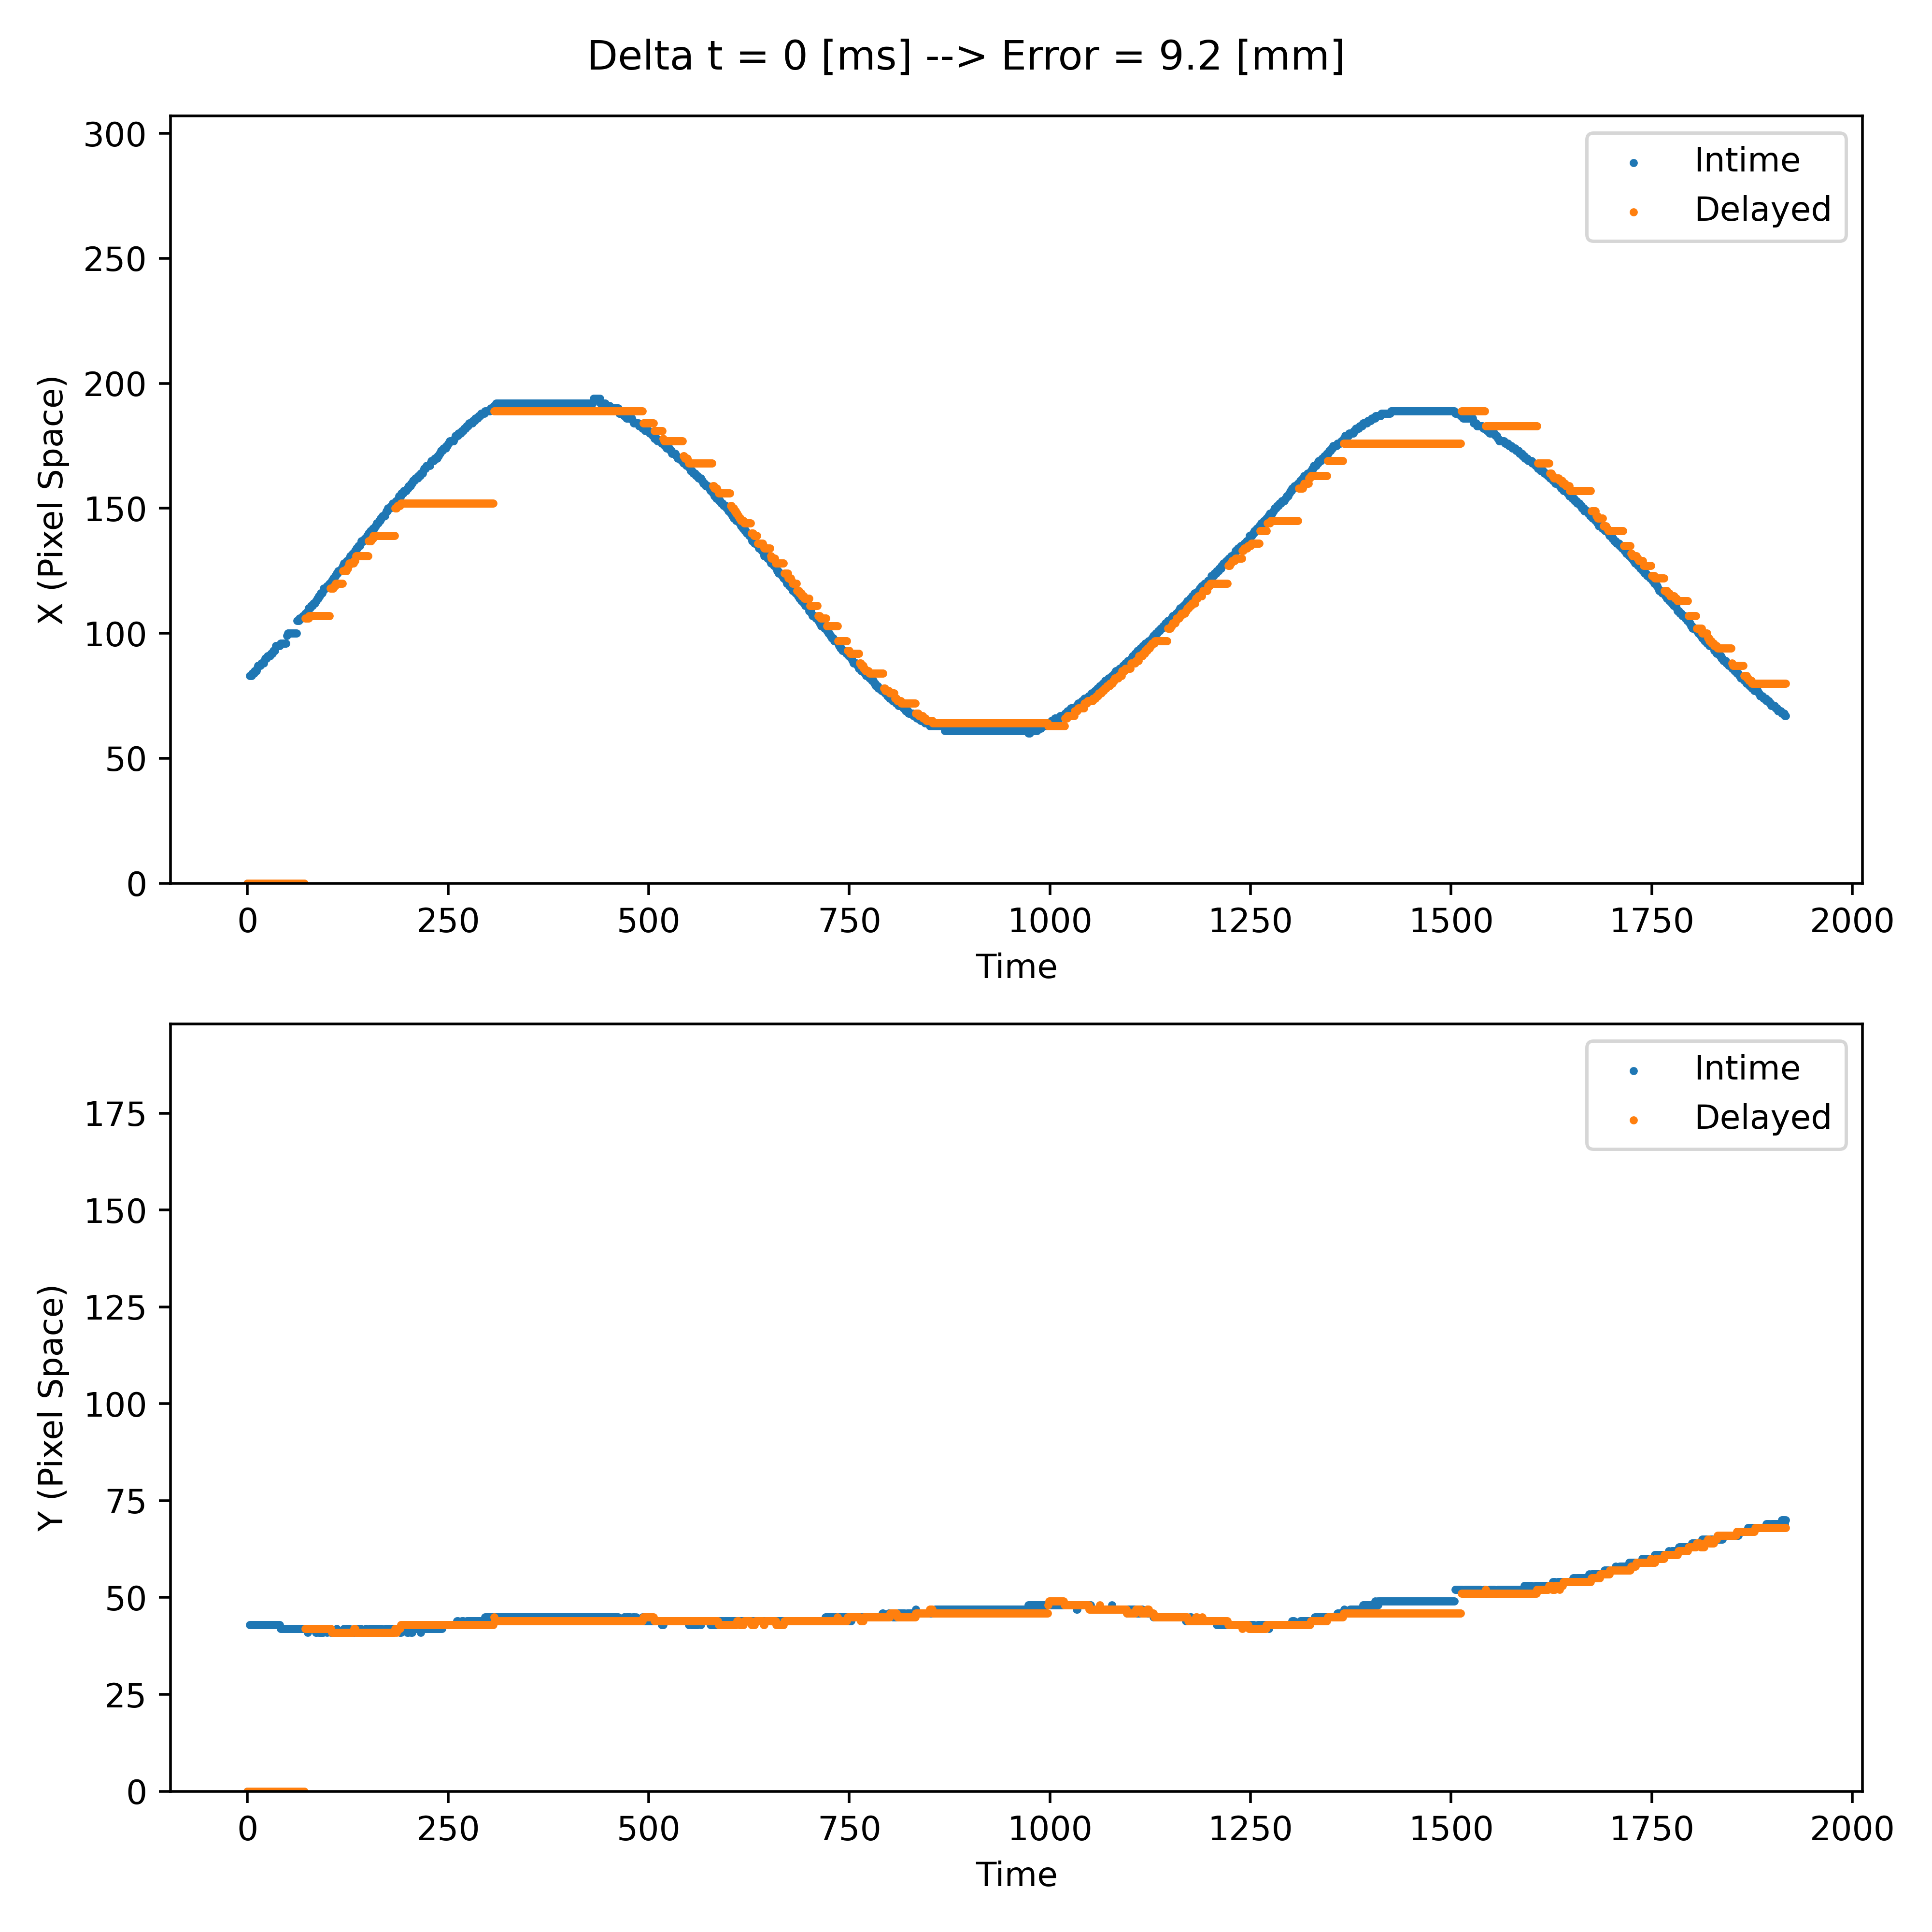 Delta t = 0 [ms] --> Error = 9.2 [mm]
300
250
200
150
100
50
0
X (Pixel Space)
Intime
Delayed
0 250 500 750 1000 1250 1500 1750 2000
Time
175
150
125
100
75
50
25
0
Y (Pixel Space)
Intime
Delayed
0 250 500 750 1000 1250 1500 1750 2000
Time